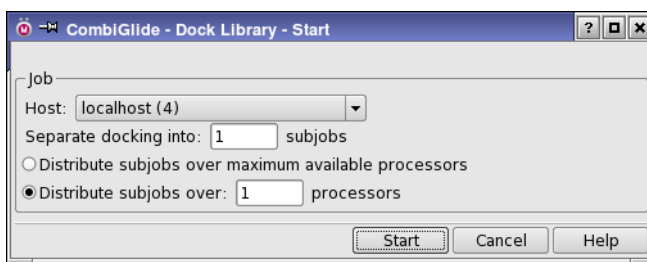 CombiGlide - Dock Library - Start
Job
Host: localhost (4)
Separate docking into: 1 subjobs
Distribute subjobs over maximum available processors
Distribute subjobs over: 1 processors
Start Cancel Help